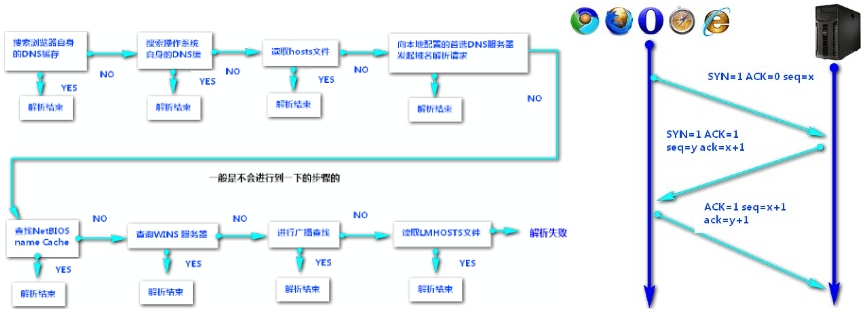 搜索浏览器自身
的DNS缓存
NO
YES
解析结束
搜索操作系统
自身的DNS缓
NO
YES
解析结束
读取hosts文件
NO
YES
解析结束
向本地配置的首选DNS服务器
发起域名解析请求
YES
解析结束
NO
一般是不会进行到一下的步骤的
查找NetBIOS
name Cache
NO
YES
解析结束
查询WINS 服务器
NO
YES
解析结束
进行广播查找
NO
YES
解析结束
读取LMHOSTS文件
YES
解析结束
解析失败
SYN=1 ACK=0 seq=x
SYN=1 ACK=1
seq=y ack=x+1
ACK=1 seq=x+1
ack=y+1